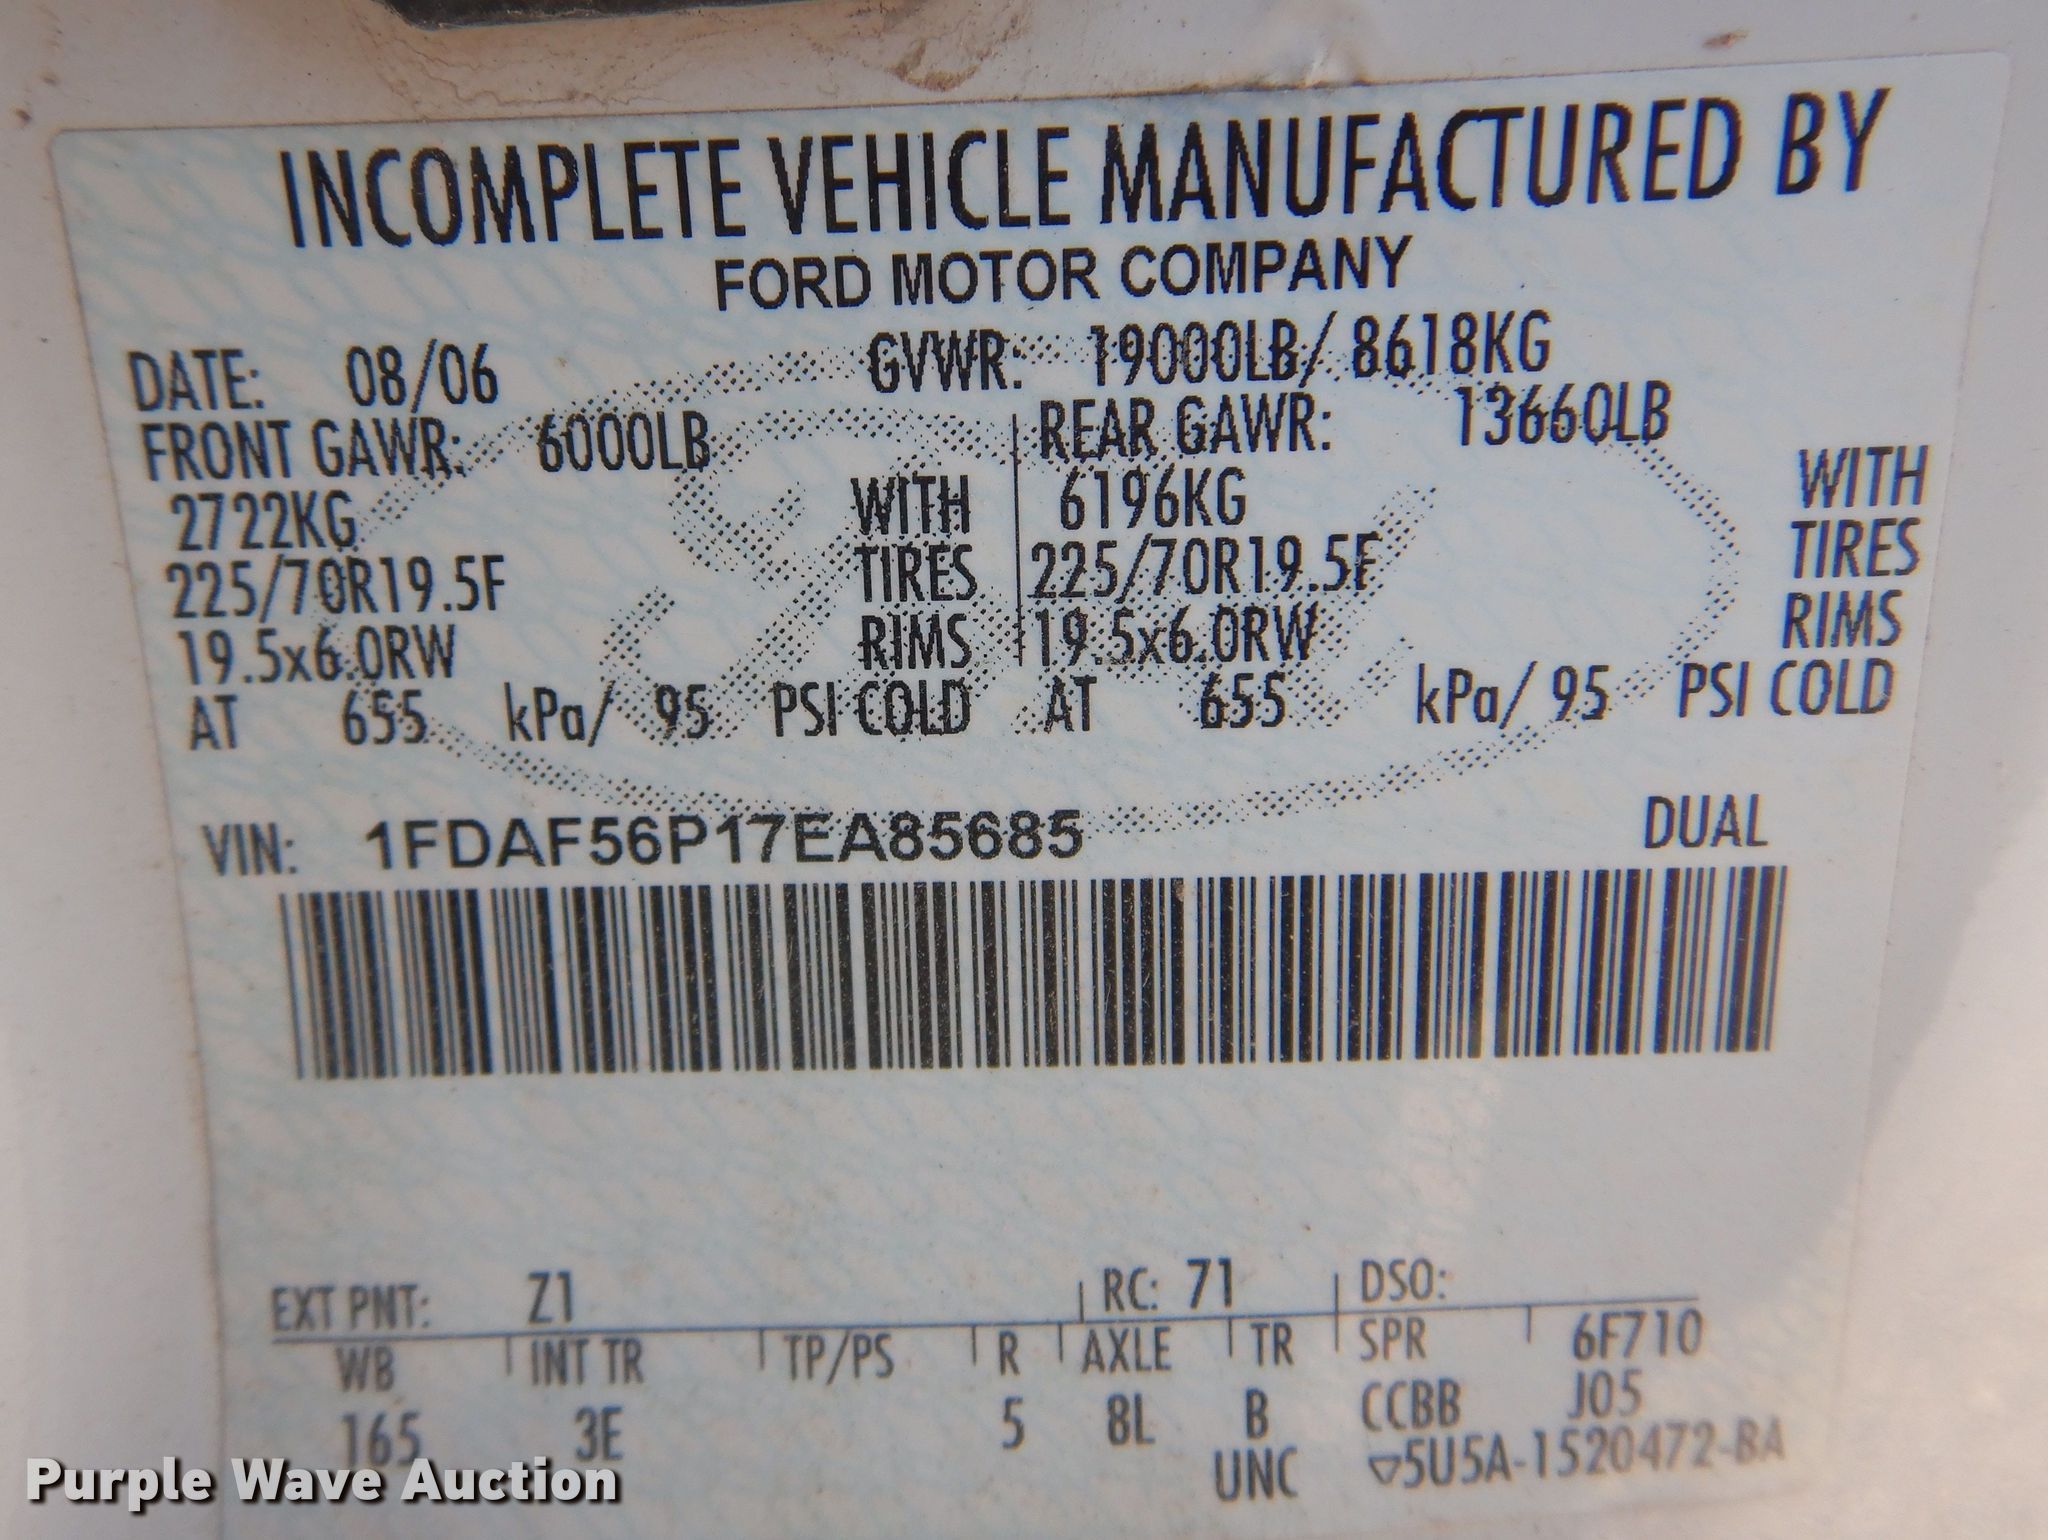 INCOMPLETE VEHICLE MANUFACTURED BY
FORD MOTOR COMPANY
DATE: 08/06 GVWR: 19000LB/ 8618KG
FRONT GAWR: 6000LB REAR GAWR: 13660LB
2722KG WITH 6196KG WITH
225/70R19.5F TIRES 225/70R19.5F TIRES
19.5x6.0RW RIMS 19.5x6.0RW RIMS
AT 655 kPa/ 95 PSI COLD AT 655 kPa/ 95 PSI COLD
VIN: 1FDAF56P17EA85685 DUAL
EXT PNT: Z1 RC: 71 DSO:
WB INT TR TP/PS R AXLE TR SPR 6F710
165 3E 5 8L B CCBB J05
UNC ▽5U5A-1520472-BA
Purple Wave Auction